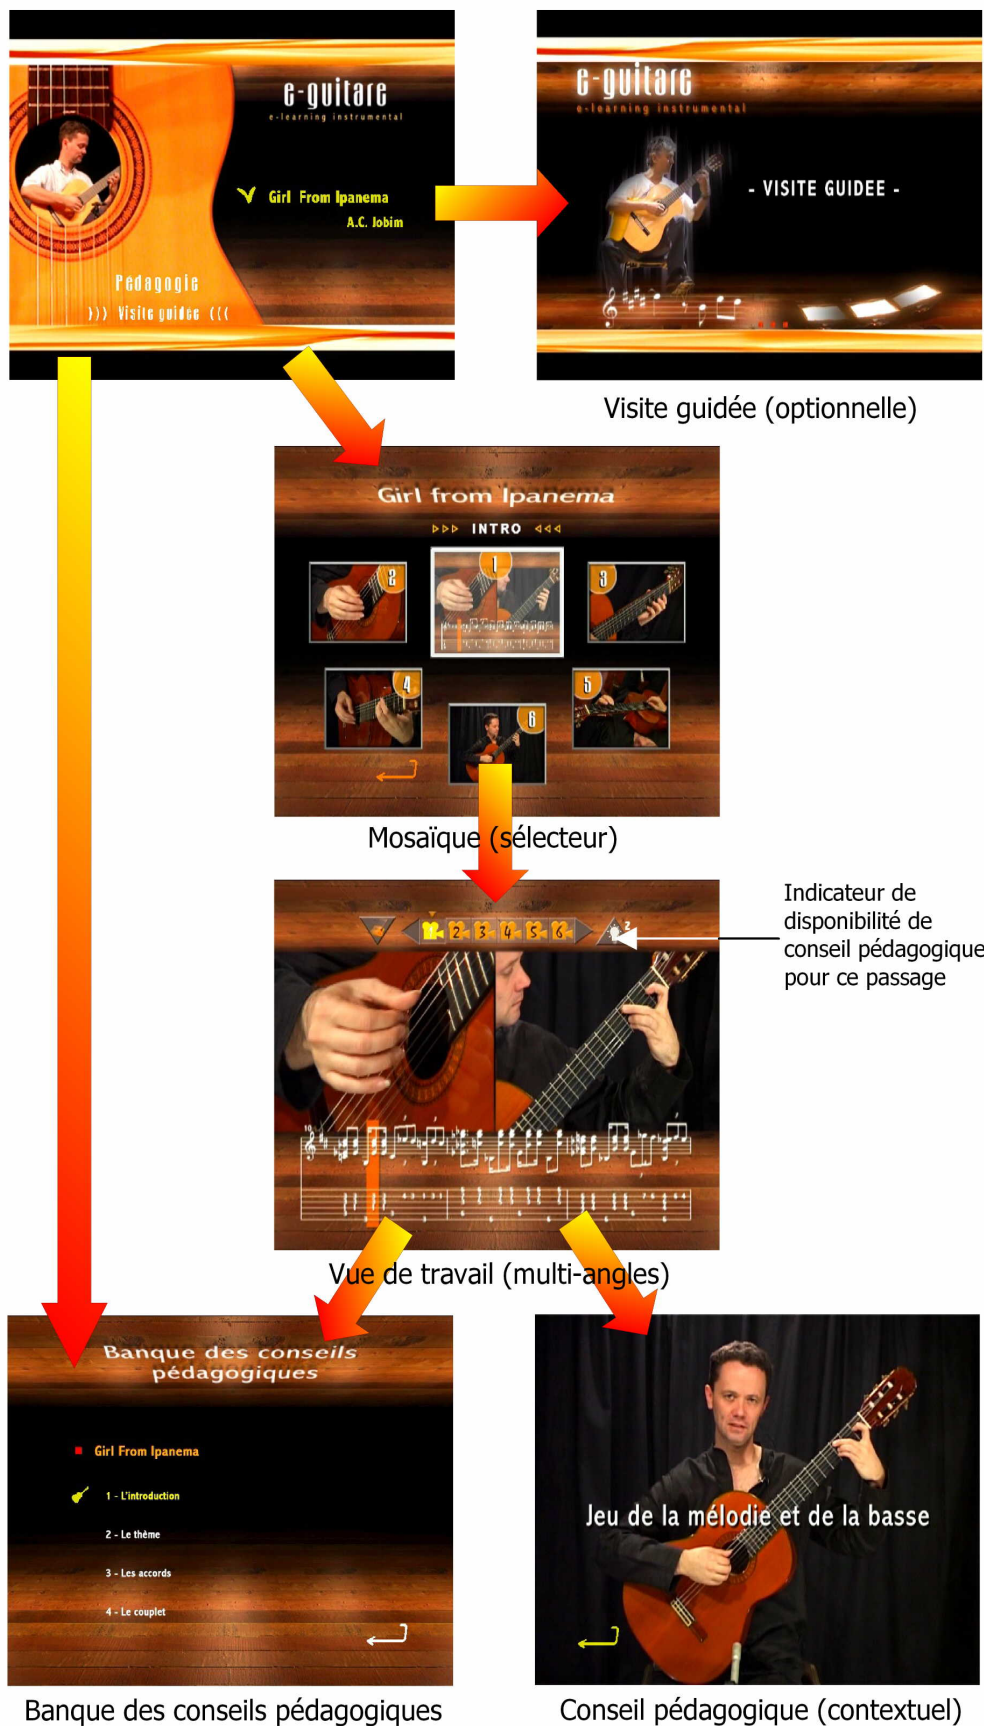 e-guitare
e-learning instrumental
Girl From Ipanema
A.C. Jobim
Pédagogie
))) Visite guidée (((
e-guitare
e-learning instrumental
- VISITE GUIDEE -
Visite guidée (optionnelle)
Girl from Ipanema
INTRO
1
2
3
4
5
6
Mosaïque (sélecteur)
1 2 3 4 5 6
2
Indicateur de
disponibilité de
conseil pédagogique
pour ce passage
10
Vue de travail (multi-angles)
Banque des conseils
pédagogiques
Girl From Ipanema
1 - L'introduction
2 - Le thème
3 - Les accords
4 - Le couplet
Banque des conseils pédagogiques
Jeu de la mélodie et de la basse
Conseil pédagogique (contextuel)